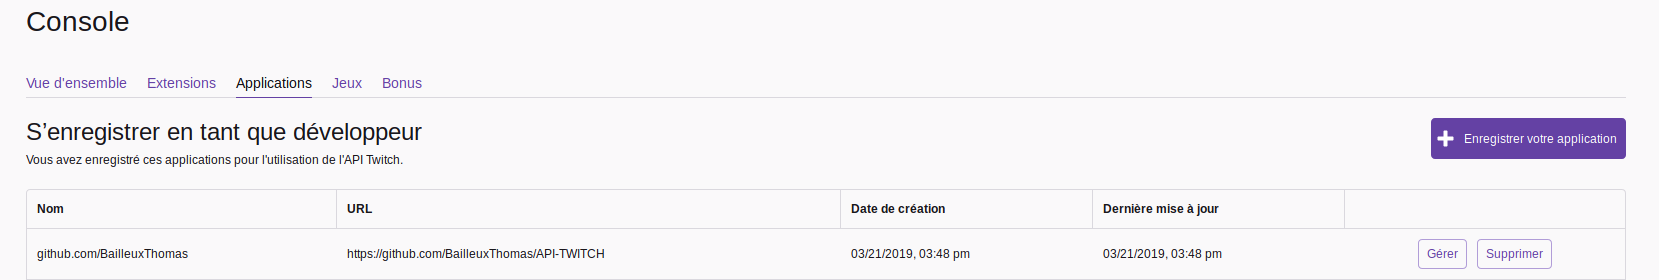 Console
Vue d'ensemble Extensions Applications Jeux Bonus
S’enregistrer en tant que développeur
Enregistrer votre application
Vous avez enregistré ces applications pour l'utilisation de l'API Twitch.
Nom URL Date de création Dernière mise à jour
github.com/BailleuxThomas https://github.com/BailleuxThomas/API-TWITCH 03/21/2019, 03:48 pm 03/21/2019, 03:48 pm Gérer Supprimer